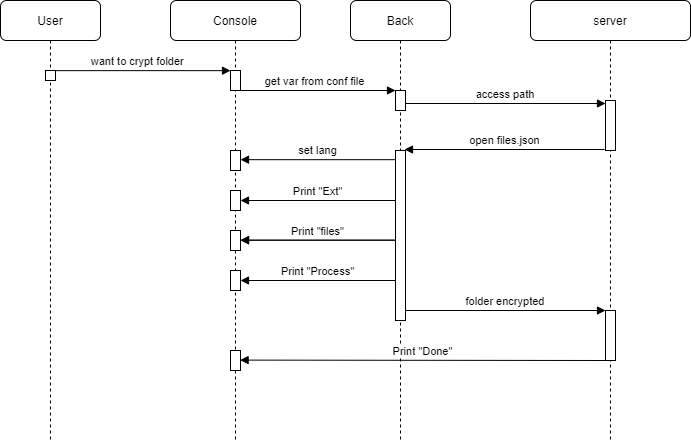 User
Console
Back
server
want to crypt folder
get var from conf file
access path
open files.json
set lang
Print "Ext"
Print "files"
Print "Process"
folder encrypted
Print "Done"